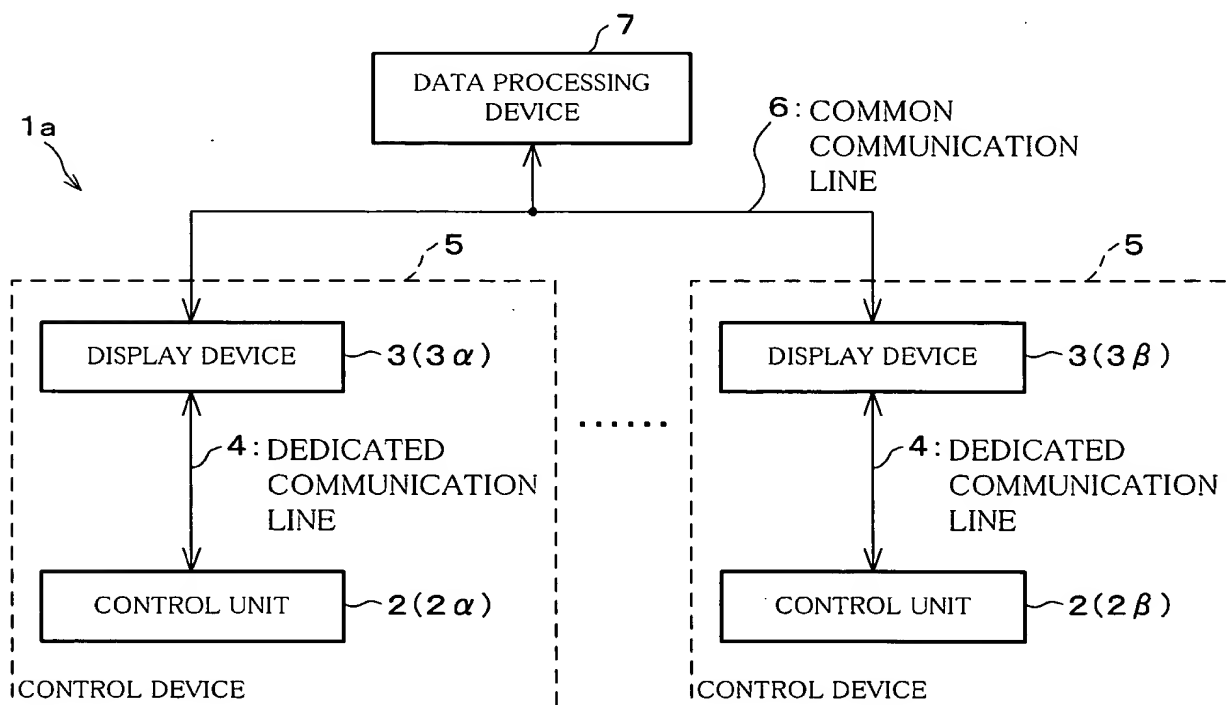 7
DATA PROCESSING
DEVICE
1a
6: COMMON
COMMUNICATION
LINE
5
5
DISPLAY DEVICE
3(3α)
DISPLAY DEVICE
3(3β)
4: DEDICATED
COMMUNICATION
LINE
4: DEDICATED
COMMUNICATION
LINE
CONTROL UNIT
2(2α)
CONTROL UNIT
2(2β)
CONTROL DEVICE
CONTROL DEVICE